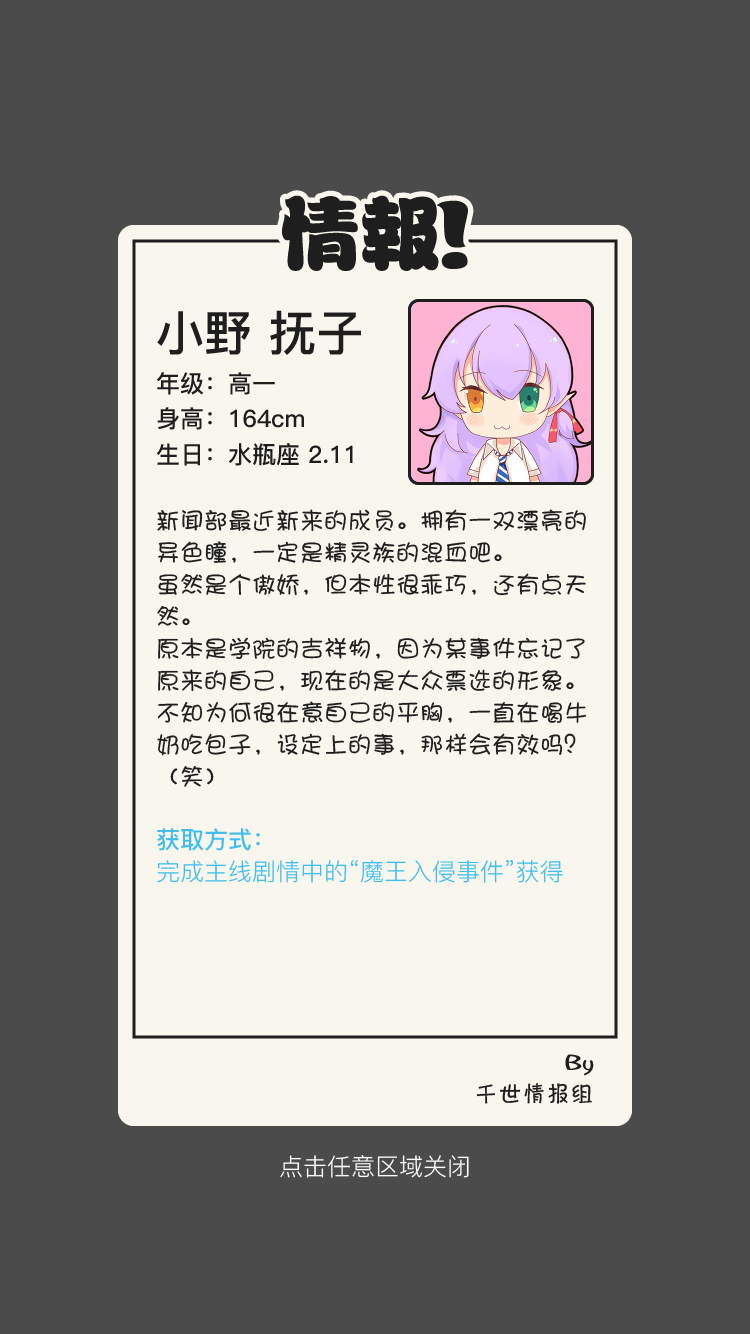 情報!
小野 抚子
年级：高一
身高：164cm
生日：水瓶座 2.11
新闻部最近新来的成员。拥有一双漂亮的
异色瞳，一定是精灵族的混血吧。
虽然是个傲娇，但本性很乖巧，还有点天
然。
原本是学院的吉祥物，因为某事件忘记了
原来的自己，现在的是大众票选的形象。
不知为何很在意自己的平胸，一直在喝牛
奶吃包子，设定上的事，那样会有效吗？
（笑）
获取方式：
完成主线剧情中的“魔王入侵事件”获得
By
千世情报组
点击任意区域关闭